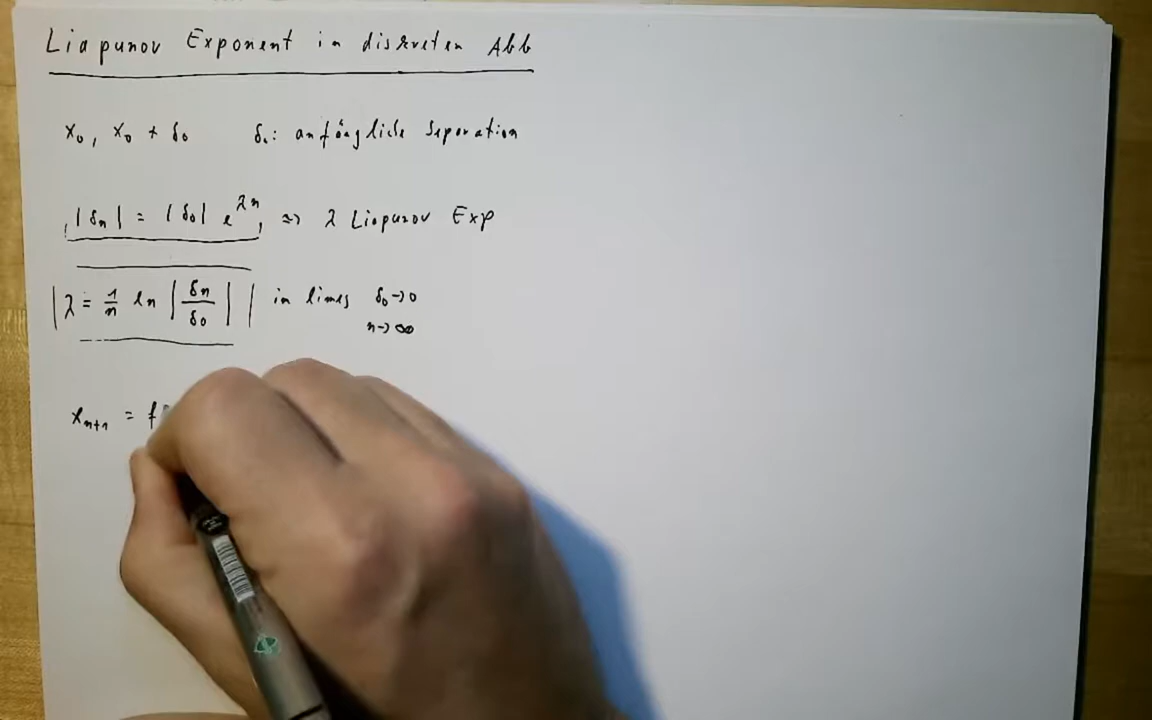 Liapunov Exponent in diskreten Abb
x₀, x₀ + δ₀ δ₀: anfängliche Separation
|δₙ| = |δ₀| e^{λn} => λ Liapunov Exp
λ = 1/n ln |δₙ/δ₀| in limes δ₀→0
n→∞
xₙ₊₁ = f(